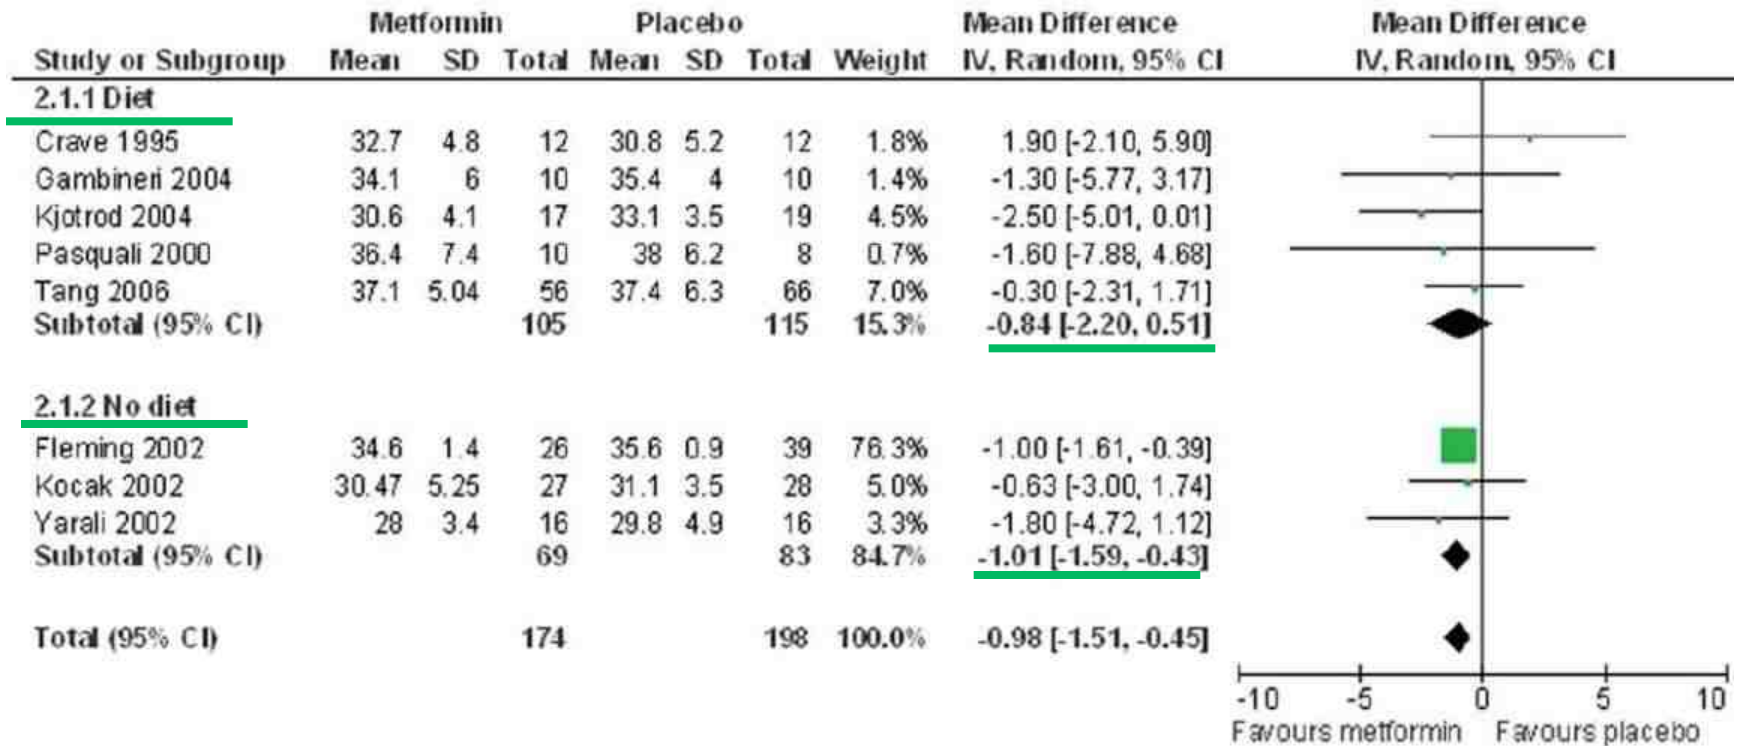 Metformin Placebo Mean Difference Mean Difference
Study or Subgroup Mean SD Total Mean SD Total Weight IV, Random, 95% CI IV, Random, 95% CI
2.1.1 Diet
Crave 1995 32.7 4.8 12 30.8 5.2 12 1.8% 1.90 [-2.10, 5.90]
Gambineri 2004 34.1 6 10 35.4 4 10 1.4% -1.30 [-5.77, 3.17]
Kjotrod 2004 30.6 4.1 17 33.1 3.5 19 4.5% -2.50 [-5.01, 0.01]
Pasquali 2000 36.4 7.4 10 38 6.2 8 0.7% -1.60 [-7.88, 4.68]
Tang 2006 37.1 5.04 56 37.4 6.3 66 7.0% -0.30 [-2.31, 1.71]
Subtotal (95% CI) 105 115 15.3% -0.84 [-2.20, 0.51]
2.1.2 No diet
Fleming 2002 34.6 1.4 26 35.6 0.9 39 76.3% -1.00 [-1.61, -0.39]
Kocak 2002 30.47 5.25 27 31.1 3.5 28 5.0% -0.63 [-3.00, 1.74]
Yarali 2002 28 3.4 16 29.8 4.9 16 3.3% -1.80 [-4.72, 1.12]
Subtotal (95% CI) 69 83 84.7% -1.01 [-1.59, -0.43]
Total (95% CI) 174 198 100.0% -0.98 [-1.51, -0.45]
-10 -5 0 5 10
Favours metformin Favours placebo